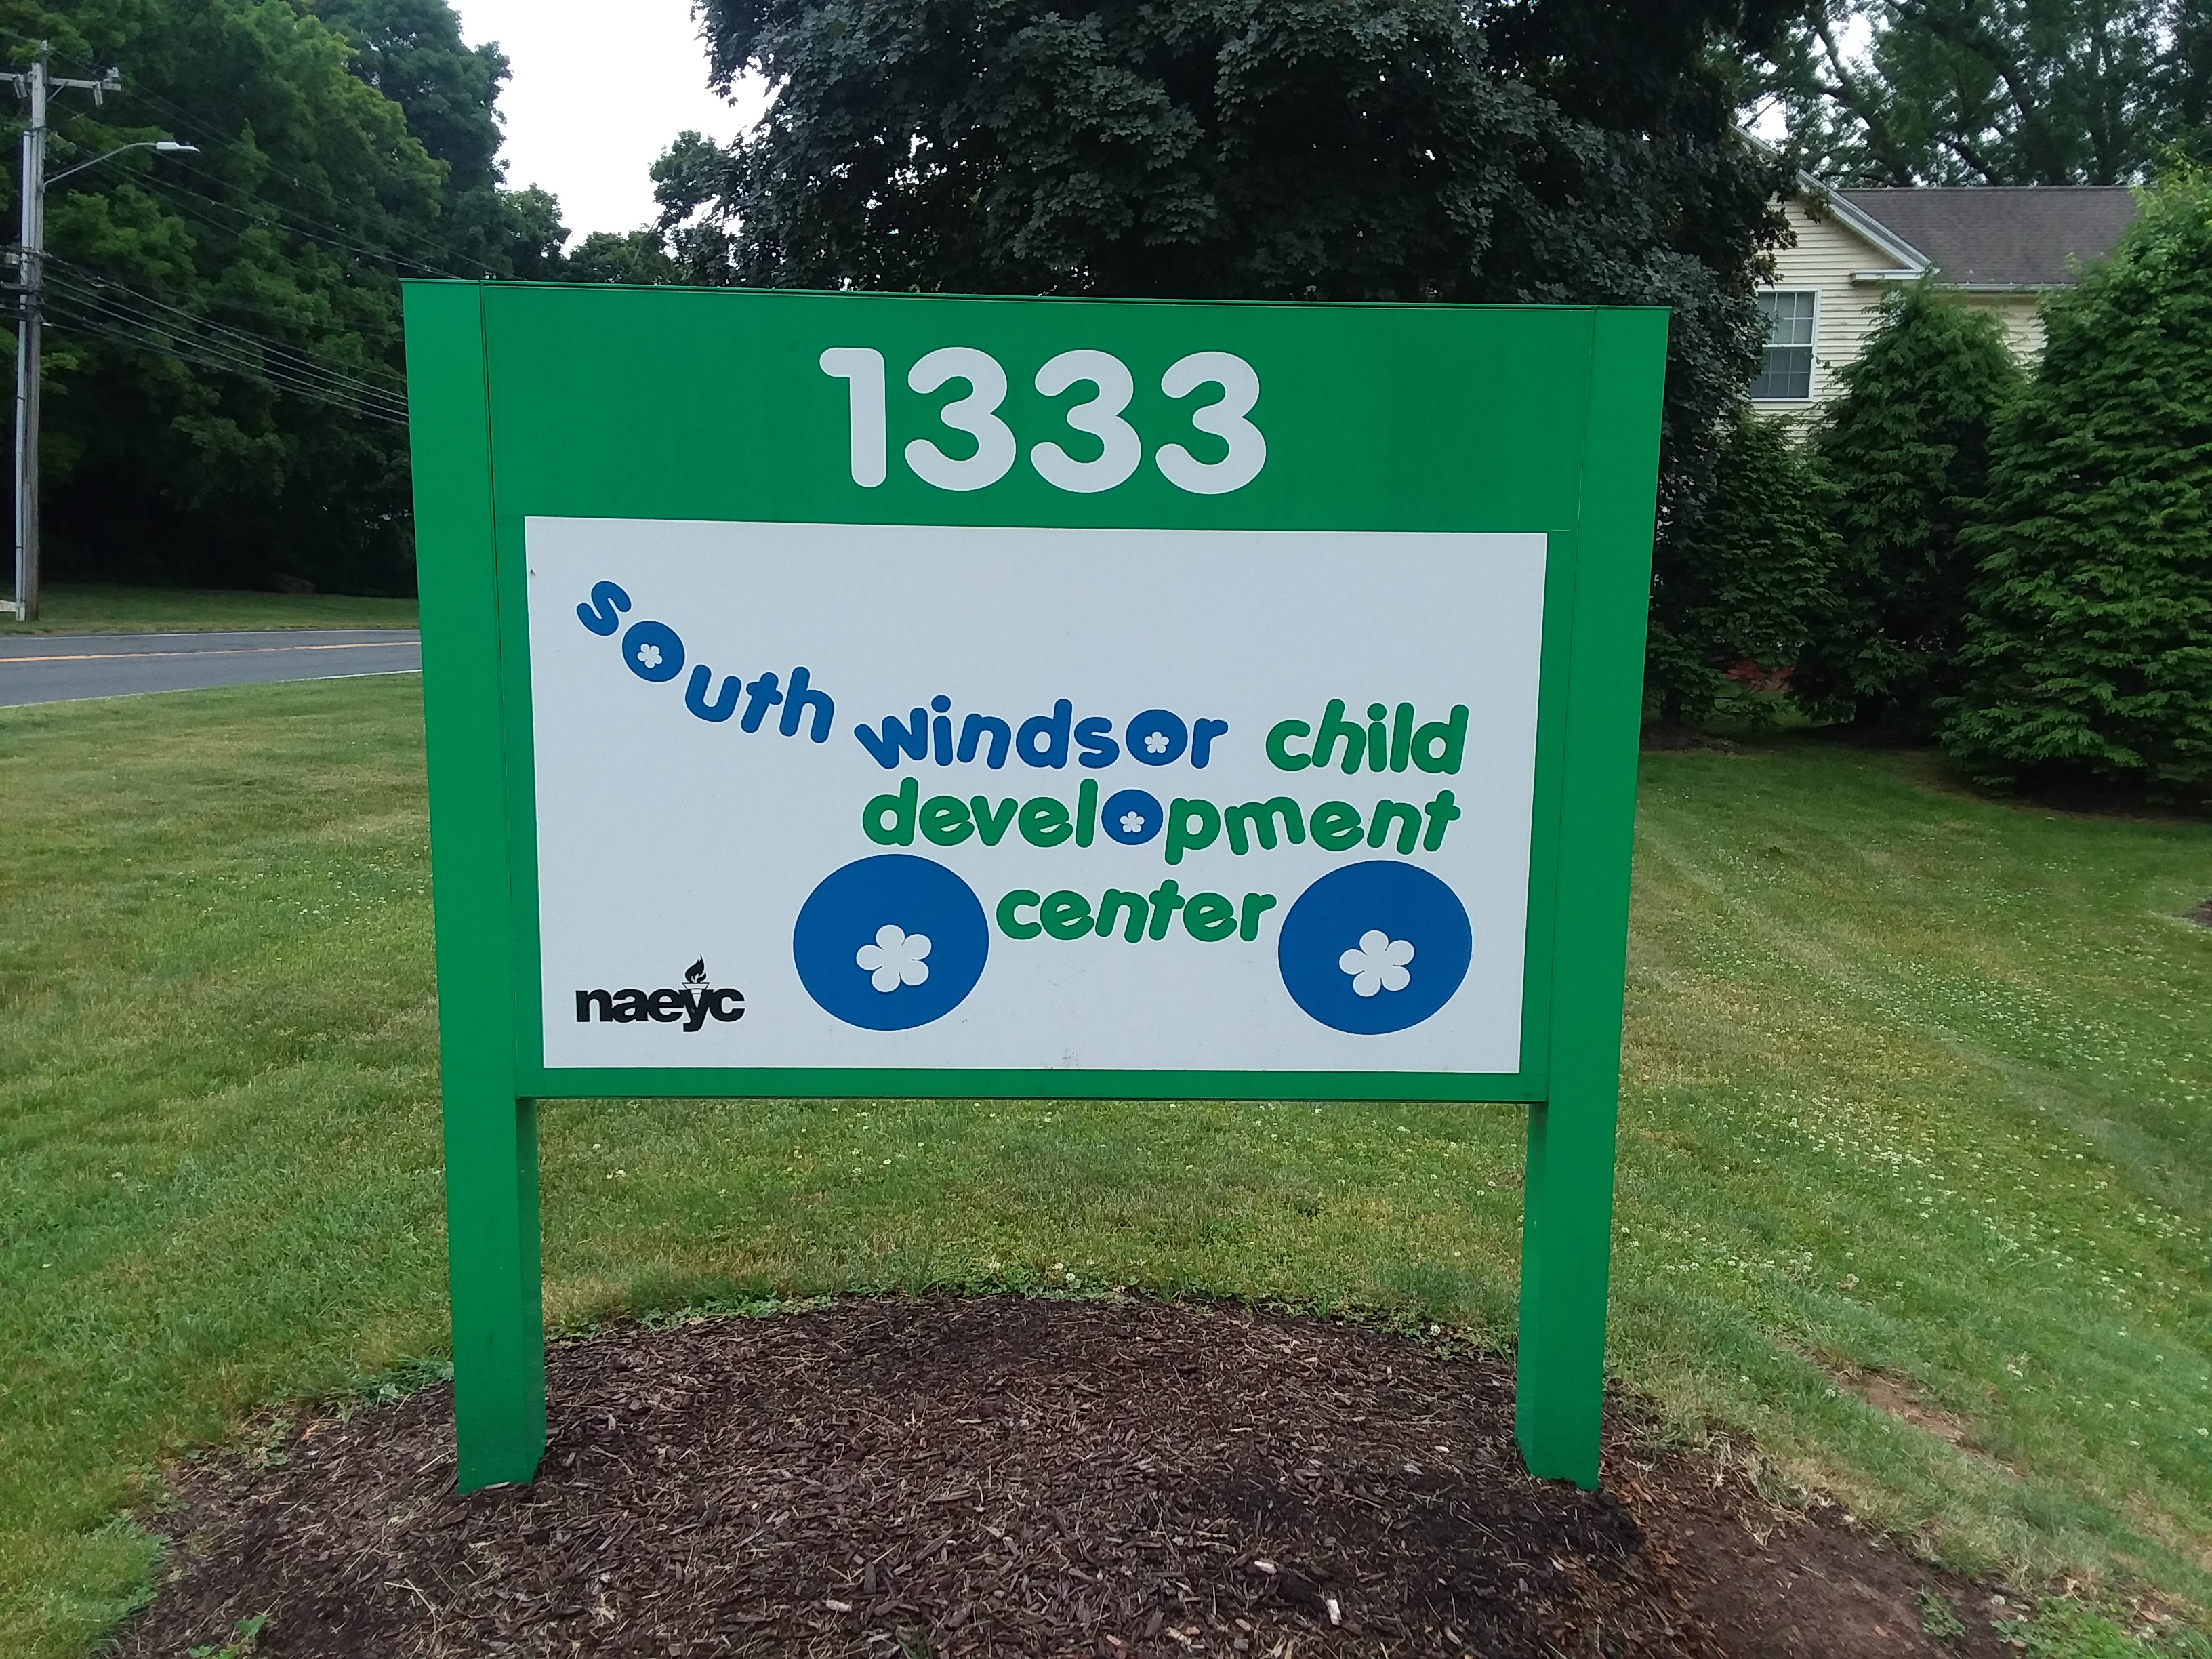 1333
south windsor child
development
center
naeyc